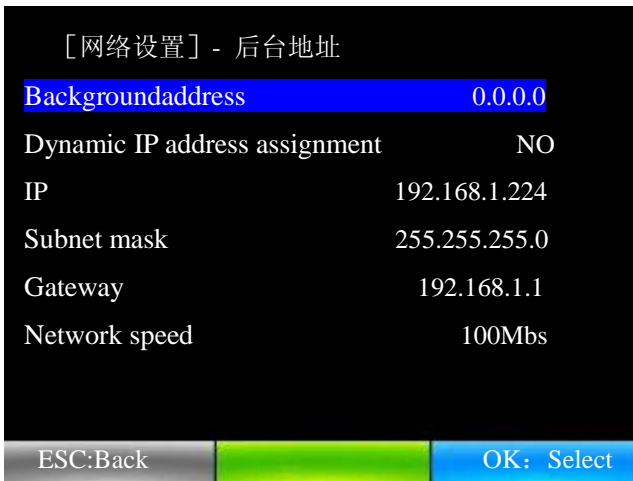 ［网络设置］- 后台地址
Backgroundaddress 0.0.0.0
Dynamic IP address assignment NO
IP 192.168.1.224
Subnet mask 255.255.255.0
Gateway 192.168.1.1
Network speed 100Mbs
ESC:Back OK：Select